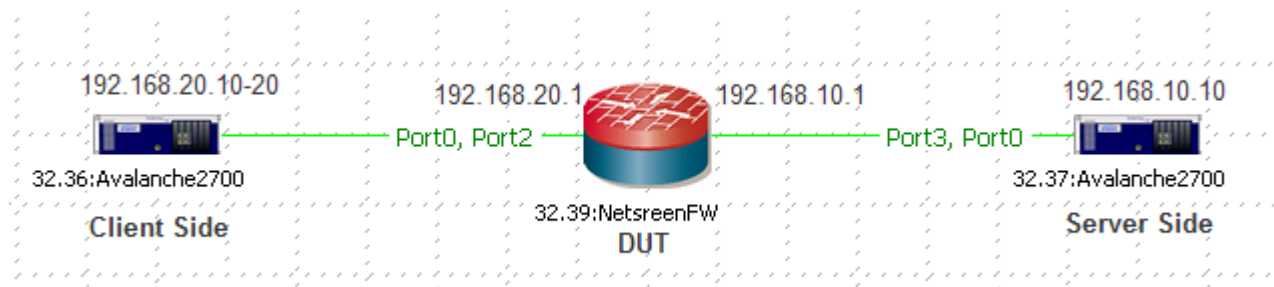 192.168.20.10-20
192.168.20.1
192.168.10.1
192.168.10.10
Port0, Port2
Port3, Port0
32.36:Avalanche2700
32.37:Avalanche2700
32.39:NetsreenFW
Client Side
DUT
Server Side